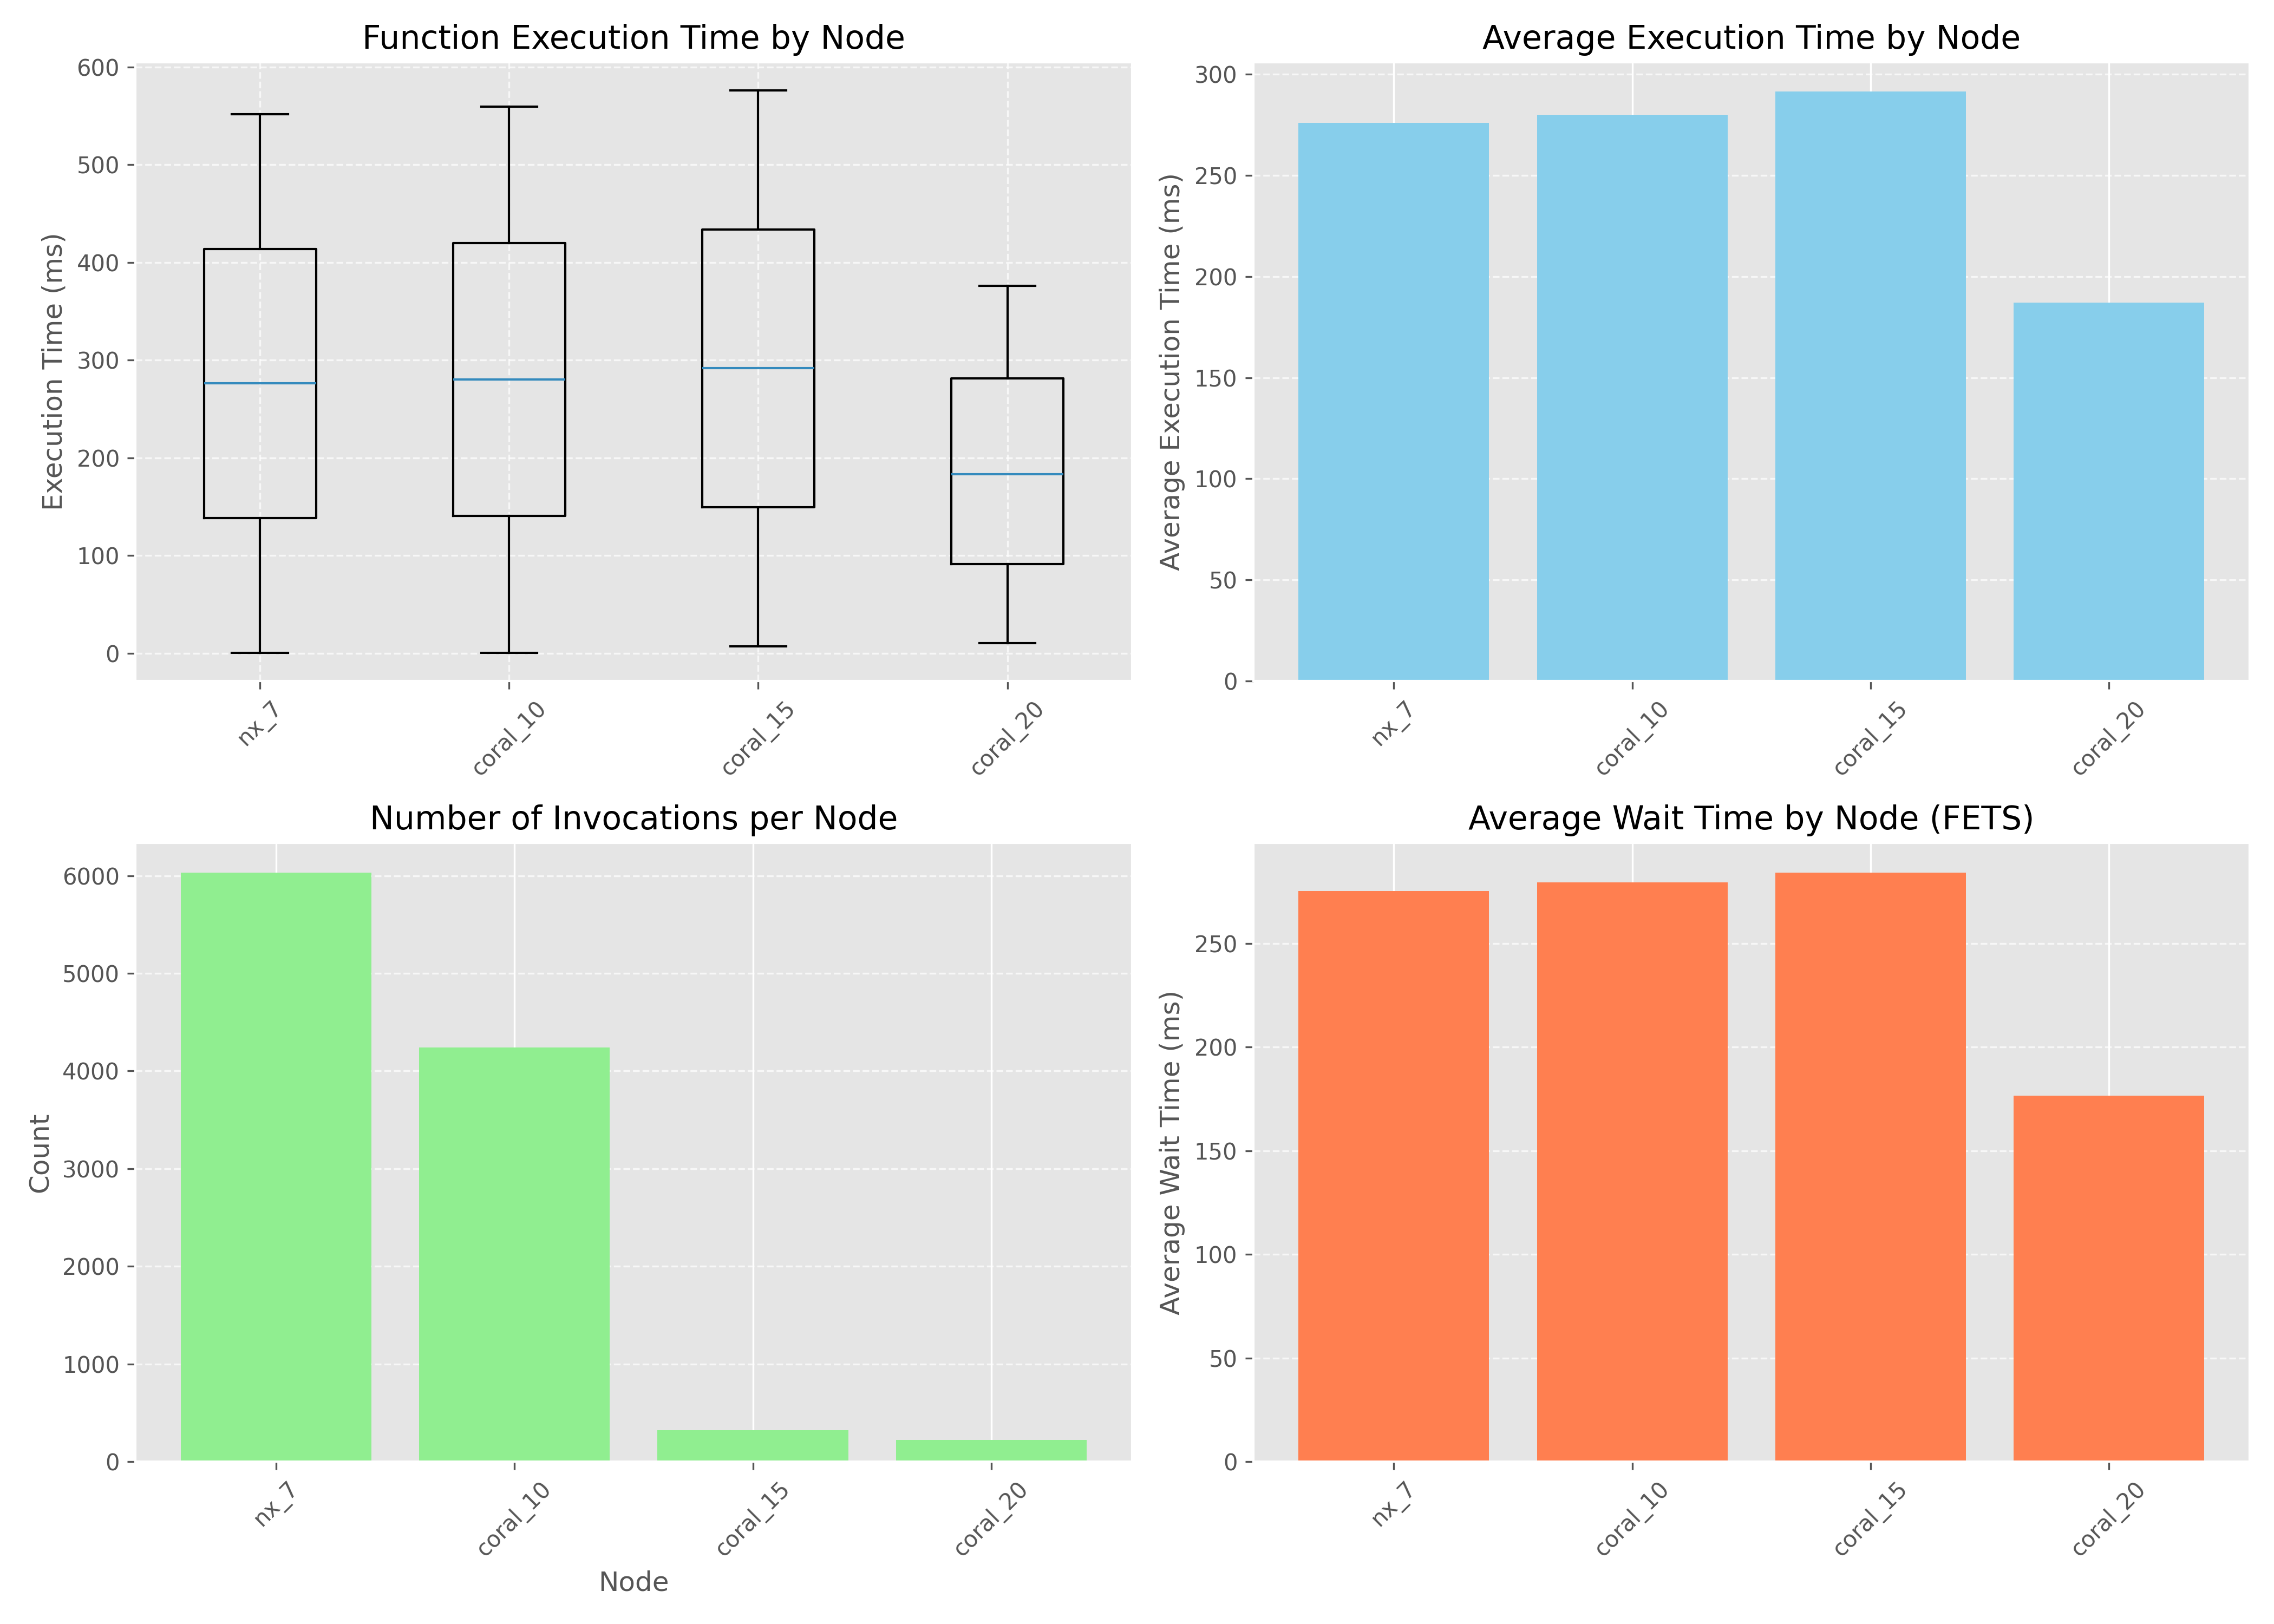 Function Execution Time by Node
Execution Time (ms)
600
500
400
300
200
100
0
nx_7
coral_10
coral_15
coral_20
Average Execution Time by Node
Average Execution Time (ms)
300
250
200
150
100
50
0
nx_7
coral_10
coral_15
coral_20
Number of Invocations per Node
Count
6000
5000
4000
3000
2000
1000
0
nx_7
coral_10
coral_15
coral_20
Node
Average Wait Time by Node (FETS)
Average Wait Time (ms)
250
200
150
100
50
0
nx_7
coral_10
coral_15
coral_20